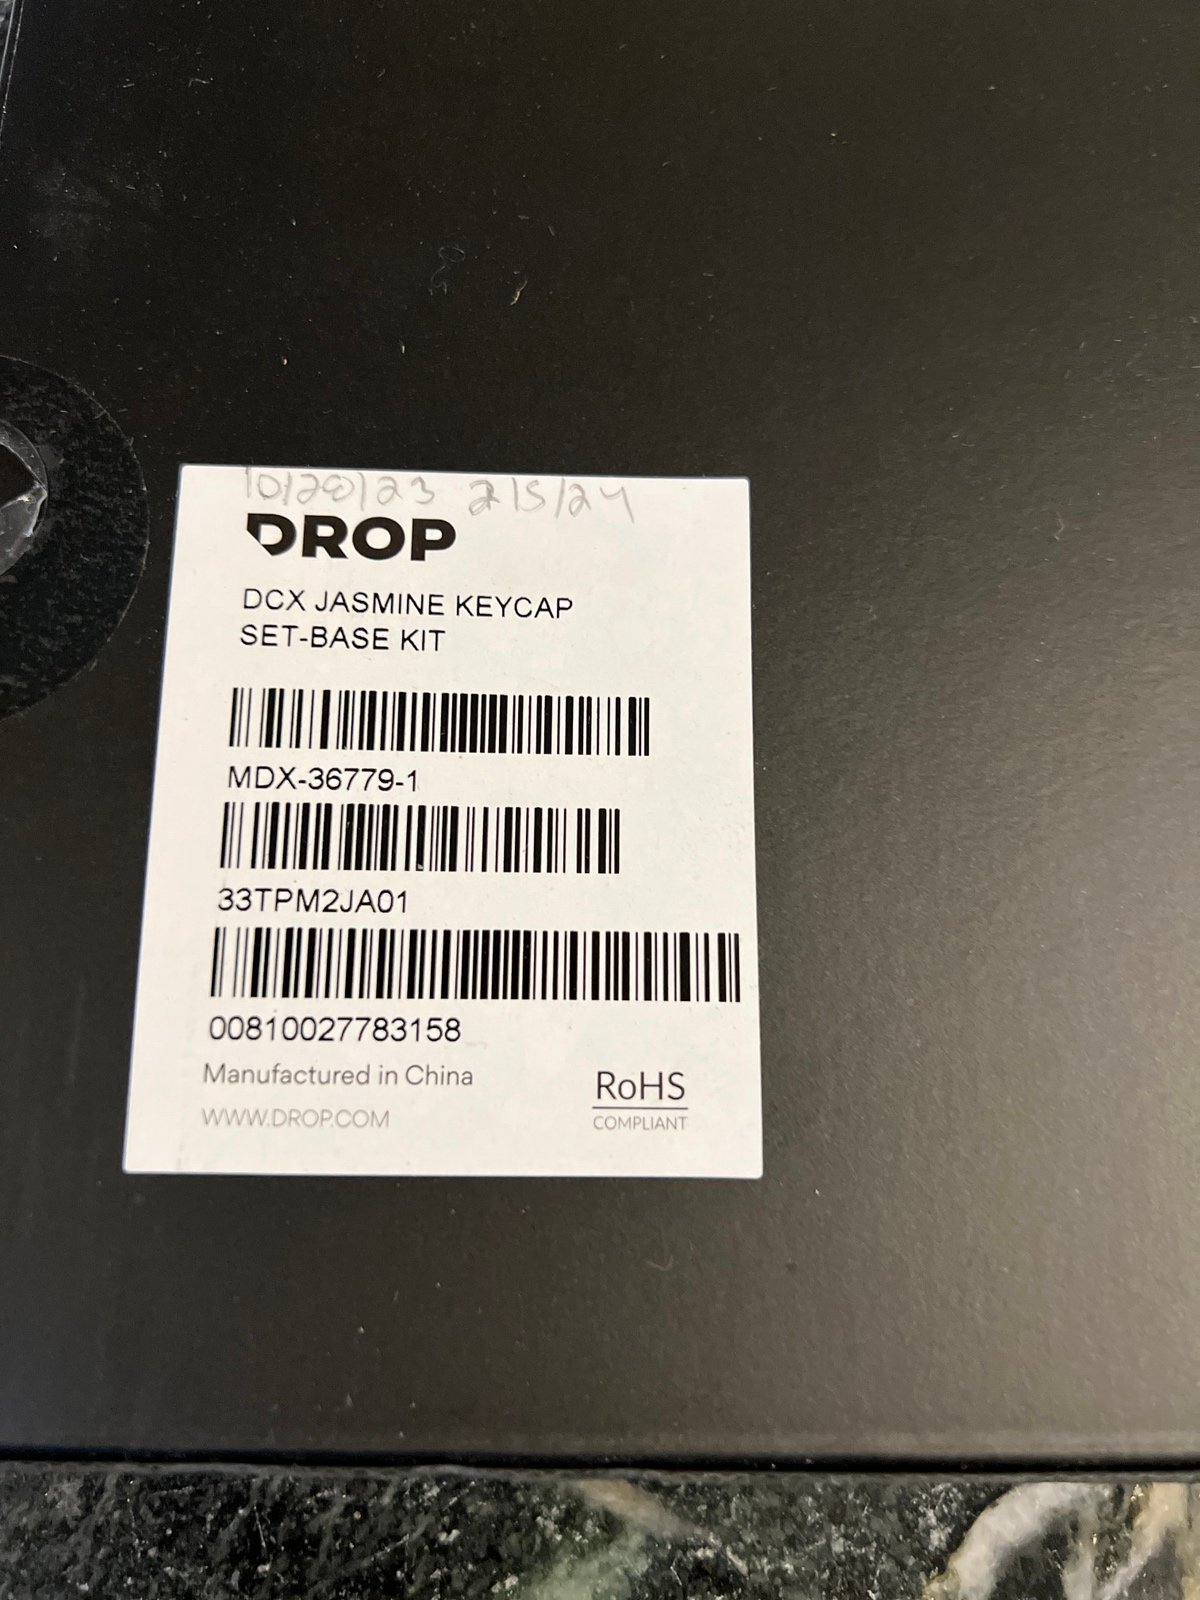 10/28/23 2/5/24
DROP
DCX JASMINE KEYCAP
SET-BASE KIT
MDX-36779-1
33TPM2JA01
00810027783158
Manufactured in China
WWW.DROP.COM
RoHS
COMPLIANT